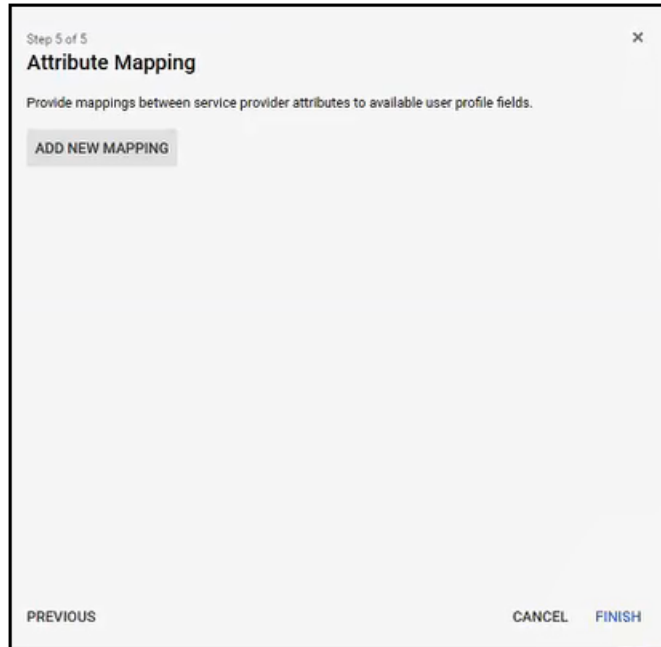 Step 5 of 5
×
Attribute Mapping
Provide mappings between service provider attributes to available user profile fields.
ADD NEW MAPPING
PREVIOUS
CANCEL
FINISH